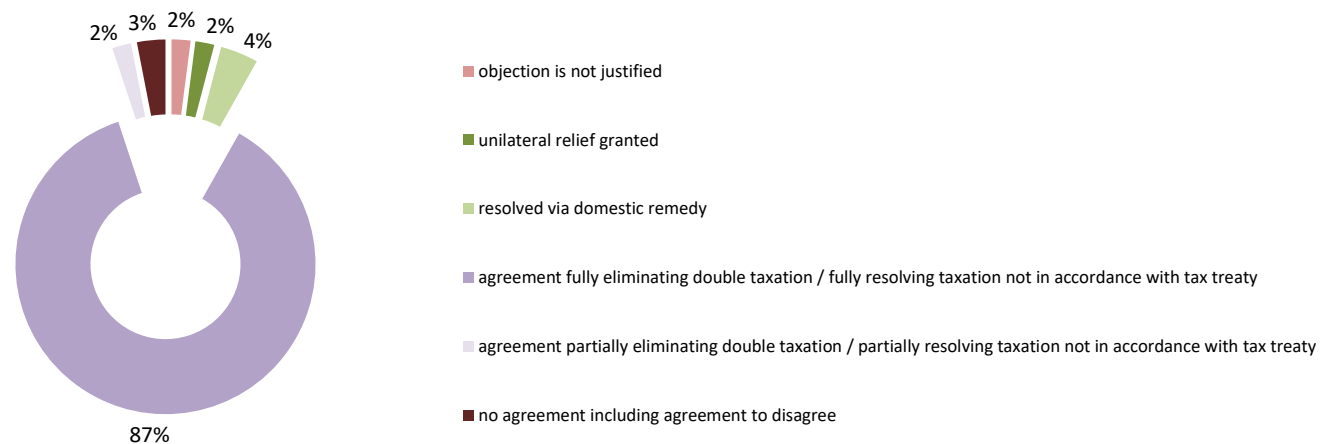 2%
3%
2%
2%
4%
87%
objection is not justified
unilateral relief granted
resolved via domestic remedy
agreement fully eliminating double taxation / fully resolving taxation not in accordance with tax treaty
agreement partially eliminating double taxation / partially resolving taxation not in accordance with tax treaty
no agreement including agreement to disagree